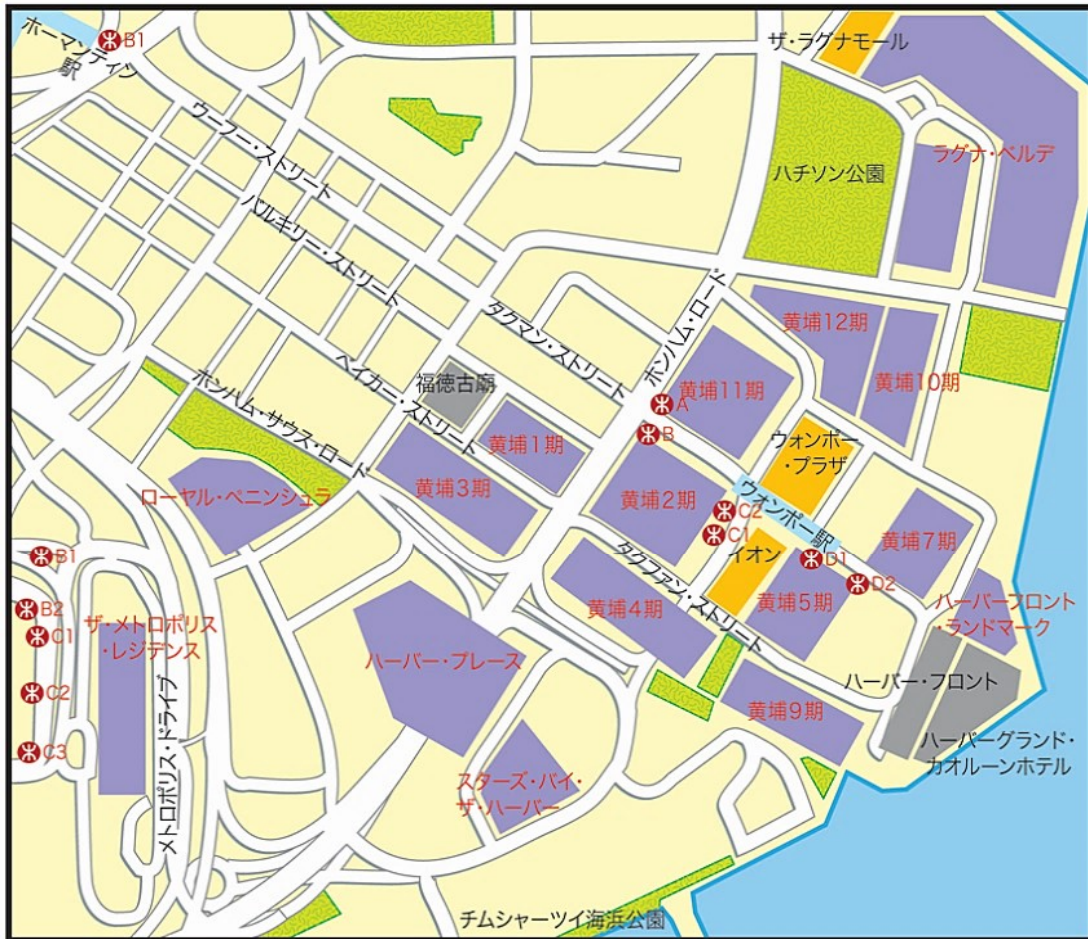 ホーマンティン
駅
B1
ザ・ラグナモール
ウーフー・ストリート
ラグナ・ベルデ
ハチソン公園
バルキリー・ストリート
ホンハム・ロード
タクマン・ストリート
黄埔12期
黄埔10期
黄埔11期
ベイカー・ストリート
福徳古廟
ホンハム・サウス・ロード
A
B
黄埔1期
ウォンポー
・プラザ
黄埔3期
黄埔2期
ローヤル・ペニンシュラ
ウォンポー駅
C2
C1
黄埔7期
イオン
D1
D2
タクファン・ストリート
黄埔4期
黄埔5期
ハーバーフロント
・ランドマーク
B1
B2
C1
C2
C3
ザ・メトロポリス
・レジデンス
ハーバー・プレース
ハーバー・フロント
メトロポリス・ドライブ
黄埔9期
ハーバーグランド・
カオルーンホテル
スターズ・バイ・
ザ・ハーバー
チムシャーツイ海浜公園